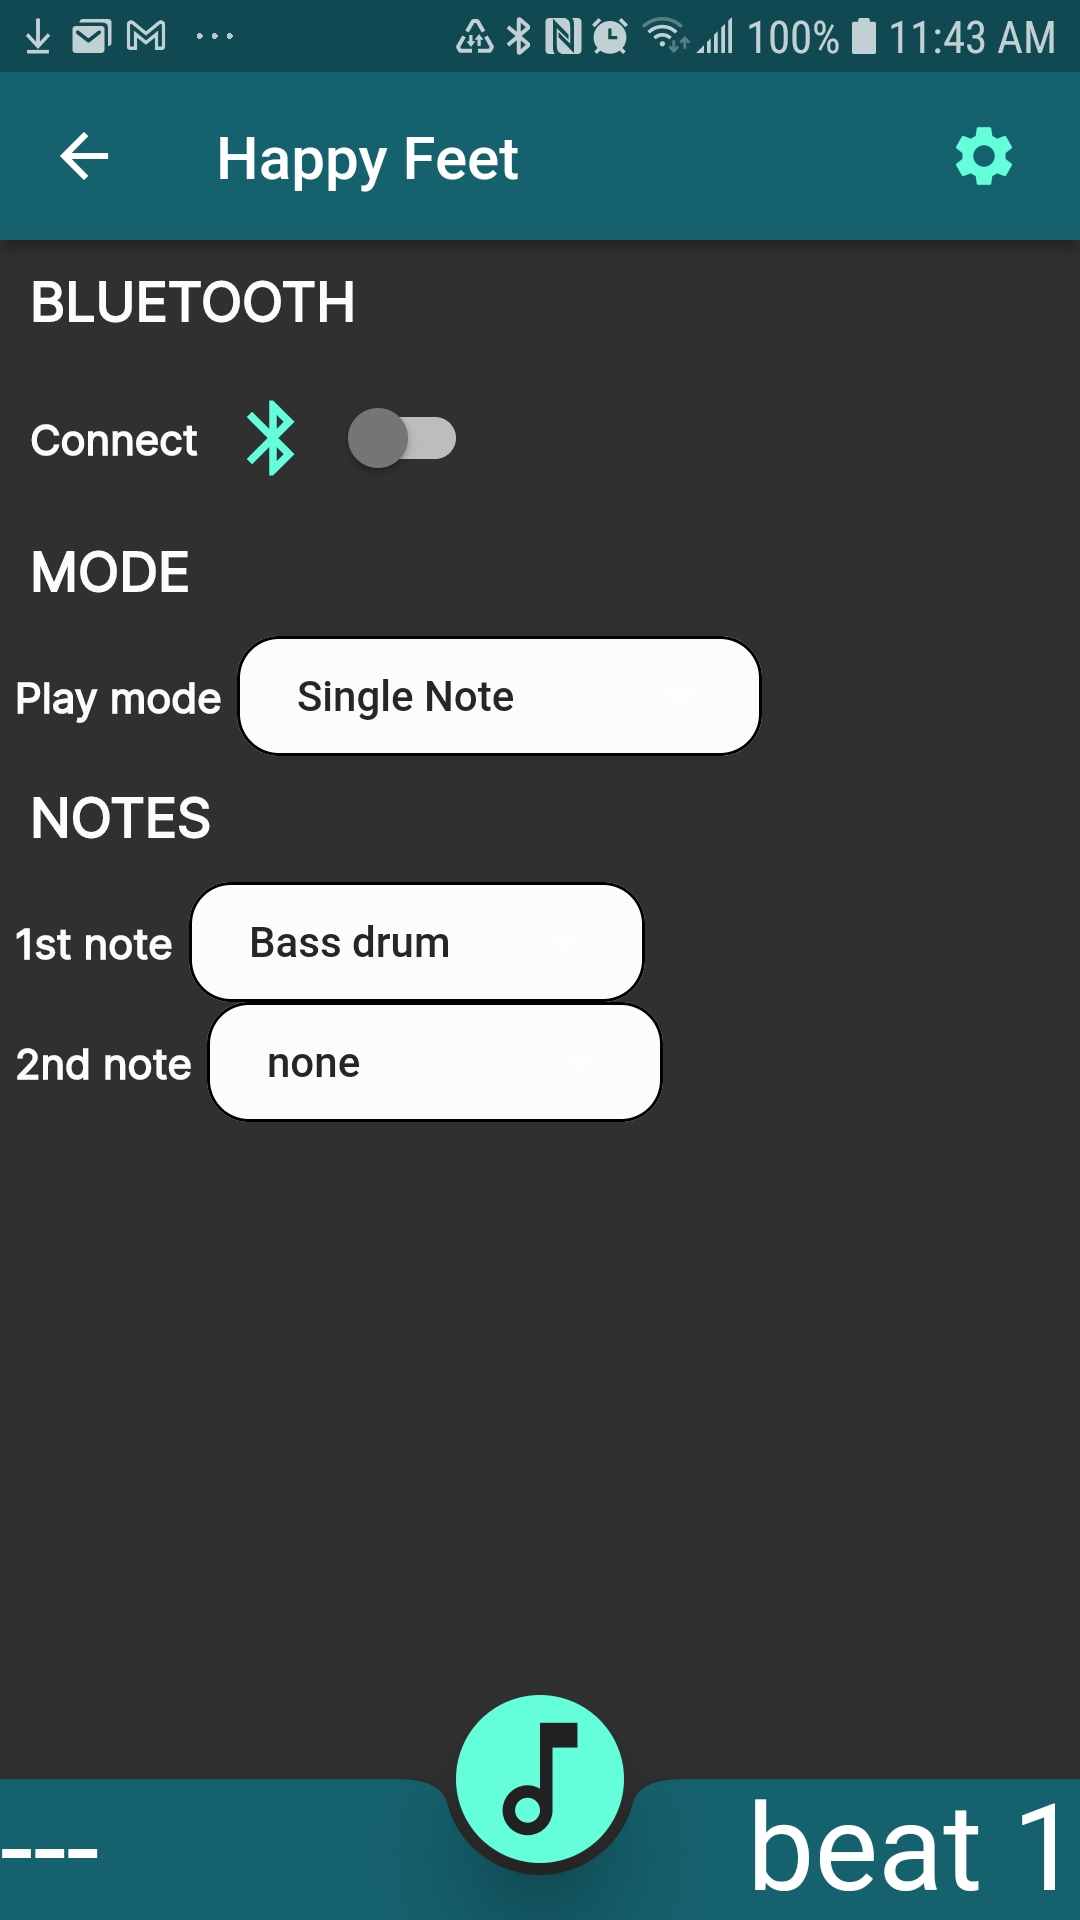 100% 11:43 AM
Happy Feet
BLUETOOTH
Connect
MODE
Play mode Single Note
NOTES
1st note Bass drum
2nd note none
--- beat 1